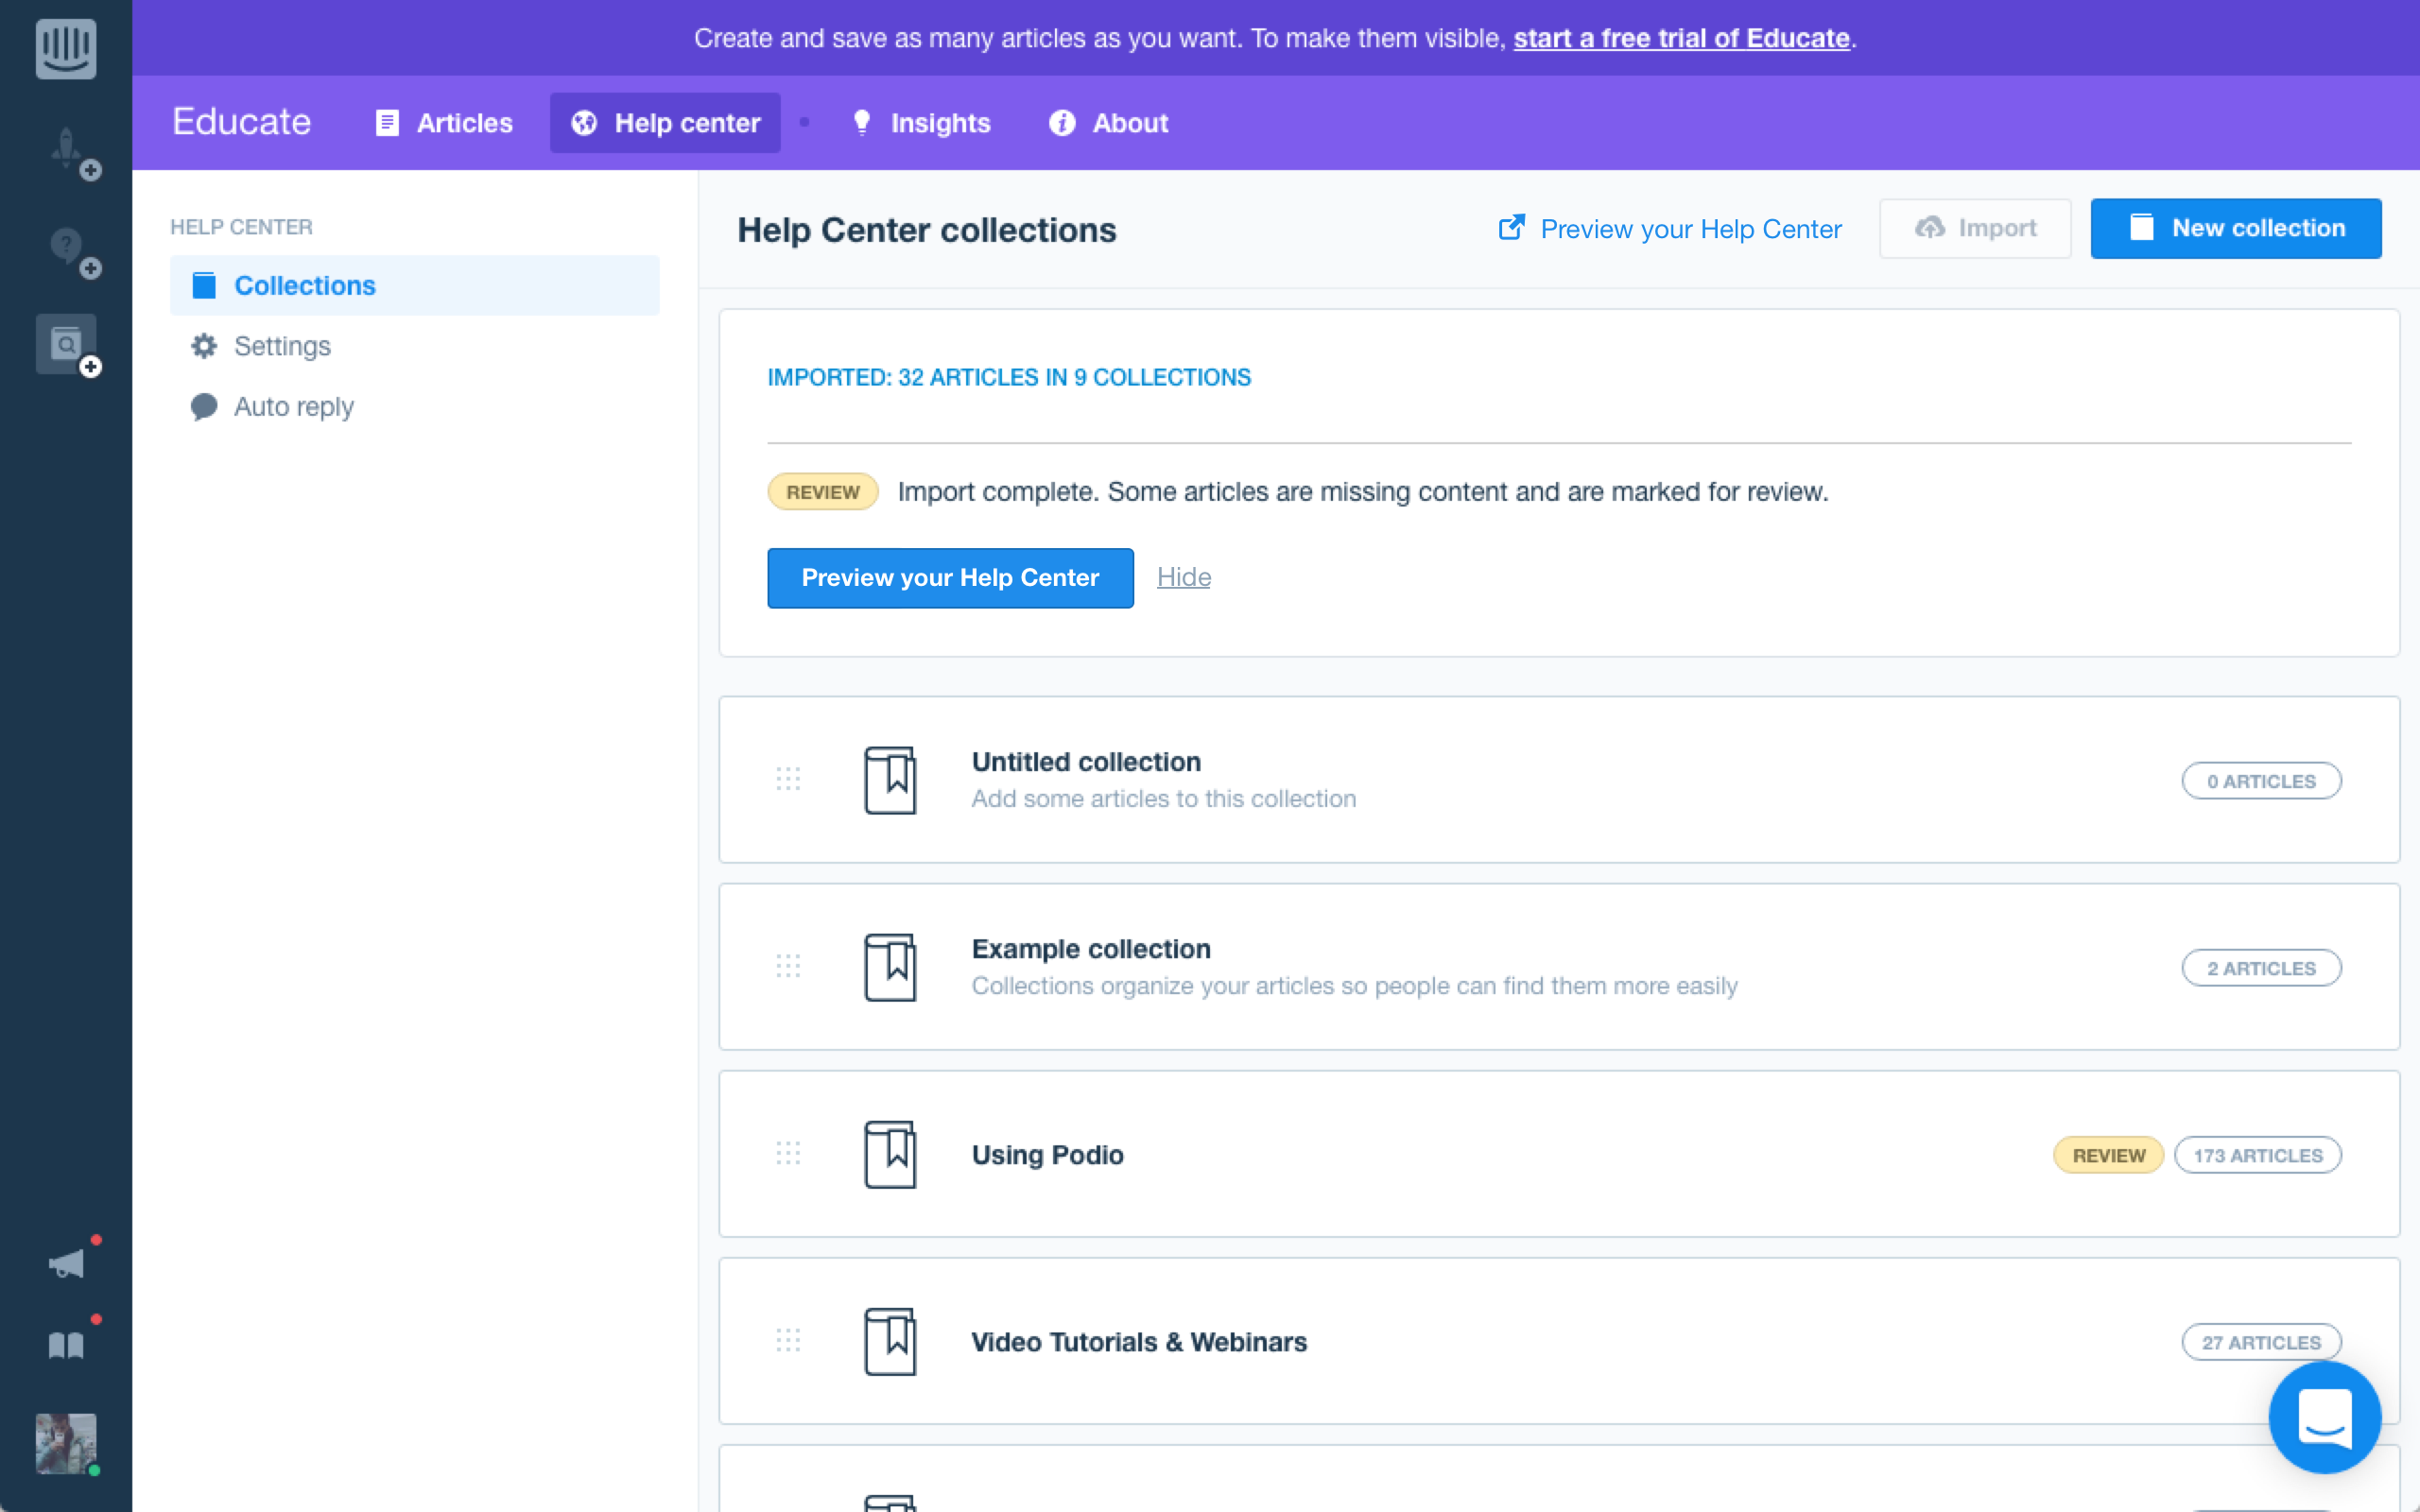 Create and save as many articles as you want. To make them visible, start a free trial of Educate.
Educate
Articles
Help center
Insights
About
HELP CENTER
Collections
Settings
Auto reply
Help Center collections
Preview your Help Center
Import
New collection
IMPORTED: 32 ARTICLES IN 9 COLLECTIONS
REVIEW Import complete. Some articles are missing content and are marked for review.
Preview your Help Center
Hide
Untitled collection
Add some articles to this collection
0 ARTICLES
Example collection
Collections organize your articles so people can find them more easily
2 ARTICLES
Using Podio
REVIEW
173 ARTICLES
Video Tutorials & Webinars
27 ARTICLES